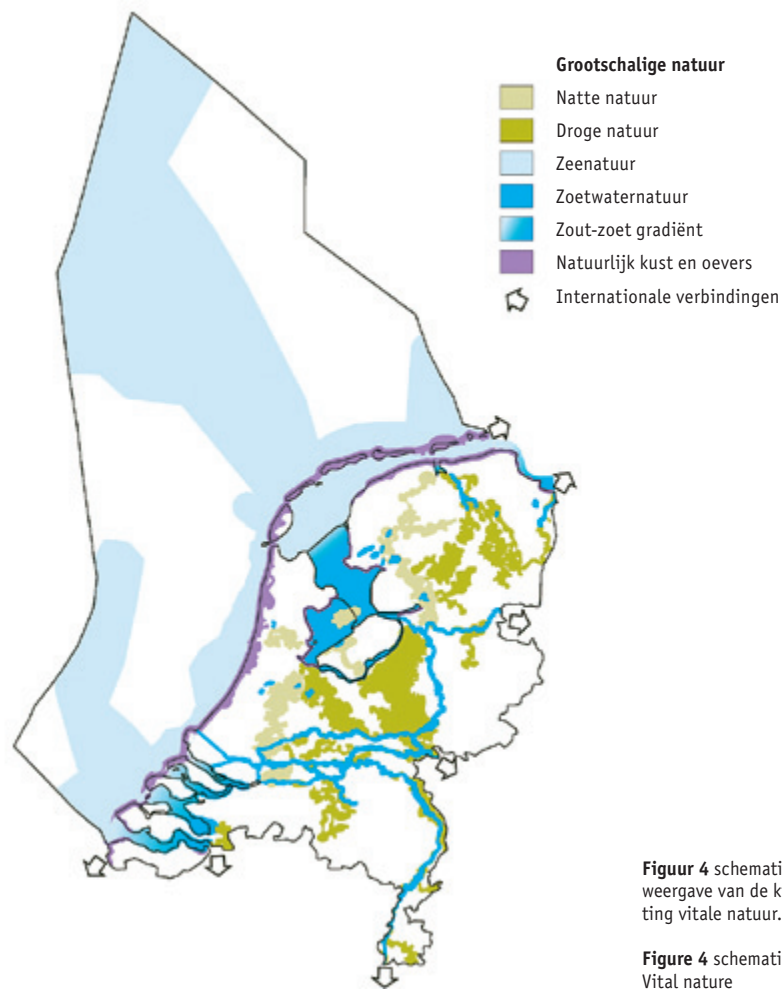 Grootschalige natuur
Natte natuur
Droge natuur
Zeenatuur
Zoetwaternatuur
Zout-zoet gradiënt
Natuurlijk kust en oevers
Internationale verbindingen
Figuur 4 schemati
weergave van de k
ting vitale natuur.
Figure 4 schemati
Vital nature